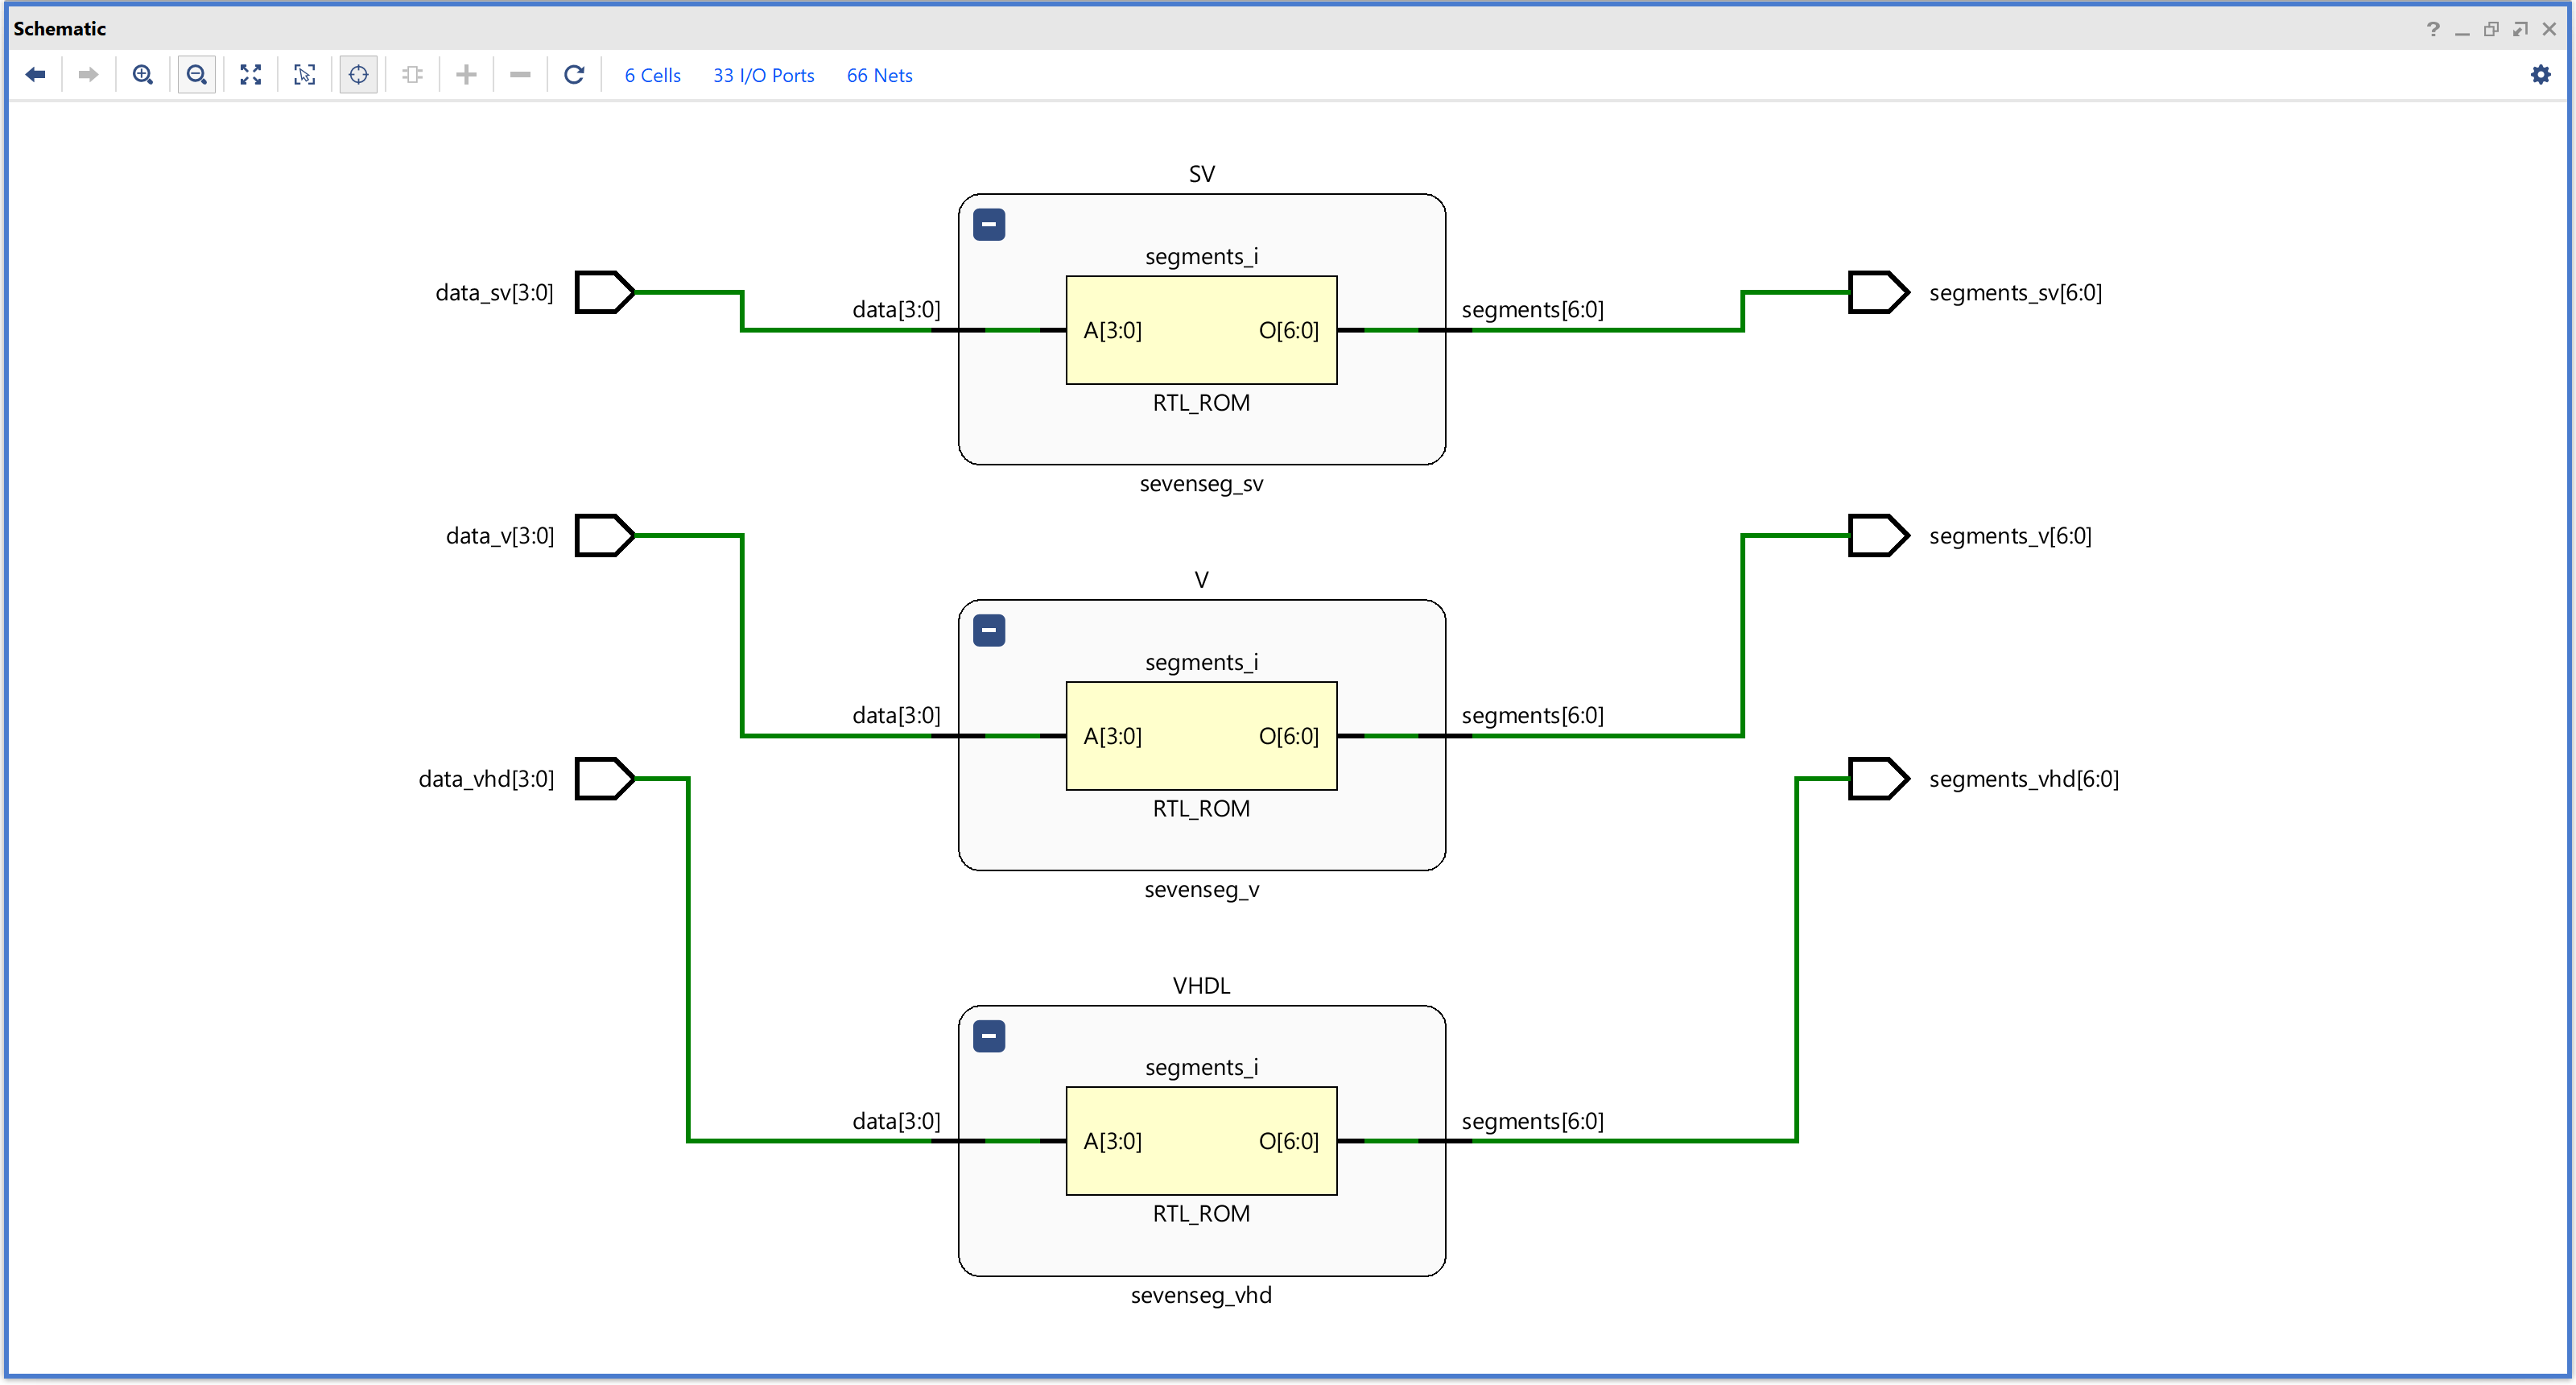 Schematic
6 Cells 33 I/O Ports 66 Nets
SV
segments_i
data_sv[3:0]
data[3:0]
A[3:0] O[6:0]
segments[6:0]
segments_sv[6:0]
RTL_ROM
sevenseg_sv
data_v[3:0]
segments_v[6:0]
V
segments_i
data[3:0]
A[3:0] O[6:0]
segments[6:0]
RTL_ROM
sevenseg_v
data_vhd[3:0]
segments_vhd[6:0]
VHDL
segments_i
data[3:0]
A[3:0] O[6:0]
segments[6:0]
RTL_ROM
sevenseg_vhd